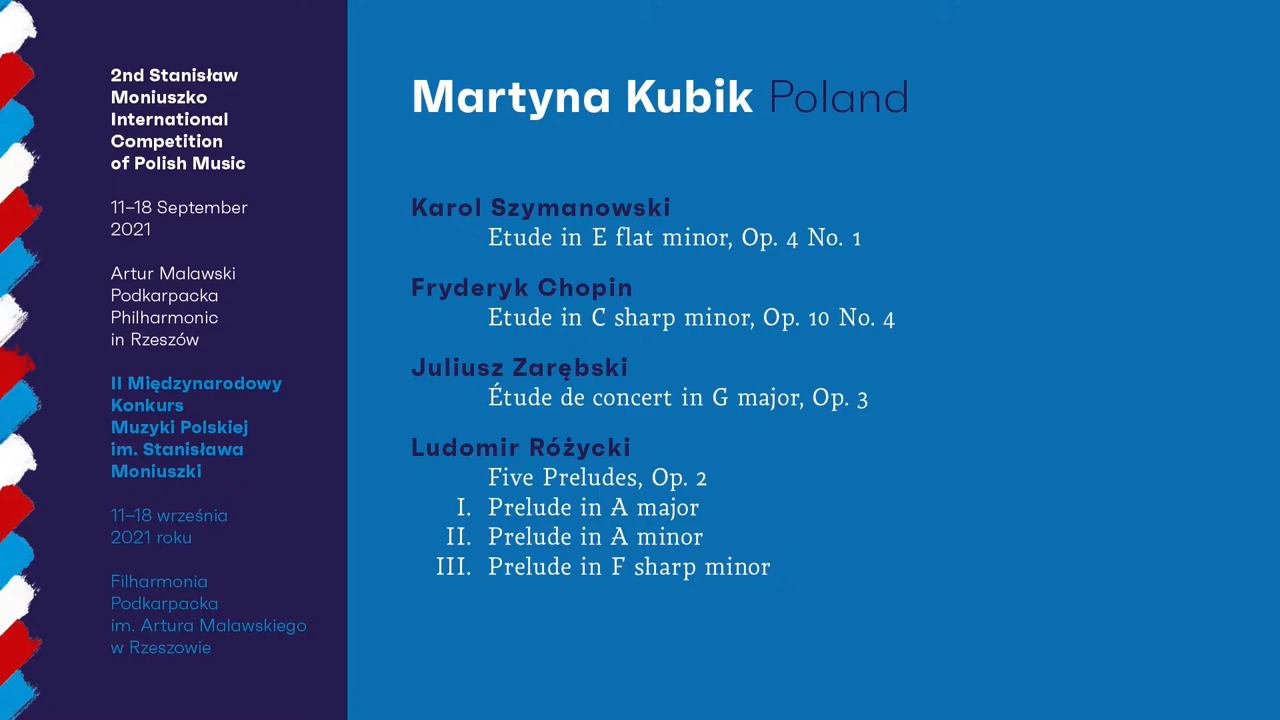 2nd Stanisław
Moniuszko
International
Competition
of Polish Music
11–18 September
2021
Artur Malawski
Podkarpacka
Philharmonic
in Rzeszów
II Międzynarodowy
Konkurs
Muzyki Polskiej
im. Stanisława
Moniuszki
11–18 września
2021 roku
Filharmonia
Podkarpacka
im. Artura Malawskiego
w Rzeszowie
Martyna Kubik Poland
Karol Szymanowski
Etude in E flat minor, Op. 4 No. 1
Fryderyk Chopin
Etude in C sharp minor, Op. 10 No. 4
Juliusz Zarębski
Étude de concert in G major, Op. 3
Ludomir Różycki
Five Preludes, Op. 2
I. Prelude in A major
II. Prelude in A minor
III. Prelude in F sharp minor